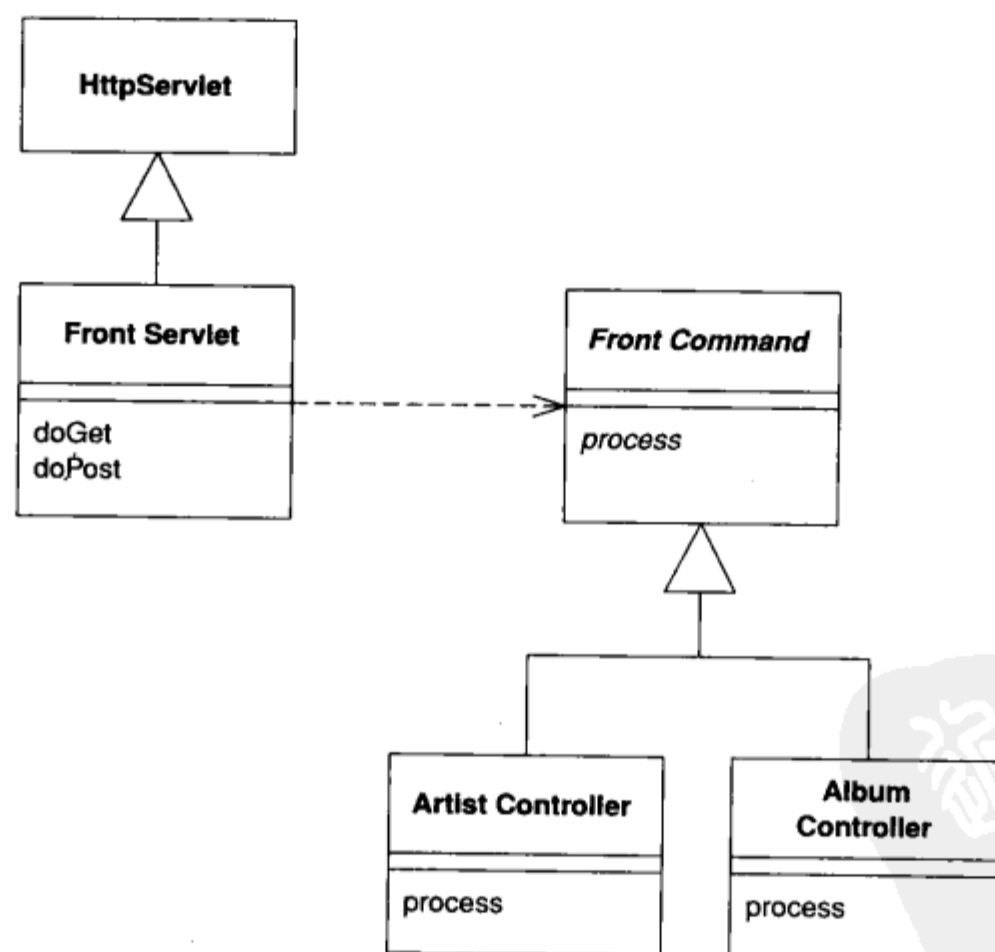 HttpServlet
Front Servlet
doGet
doPost
Front Command
process
Artist Controller
process
Album
Controller
process